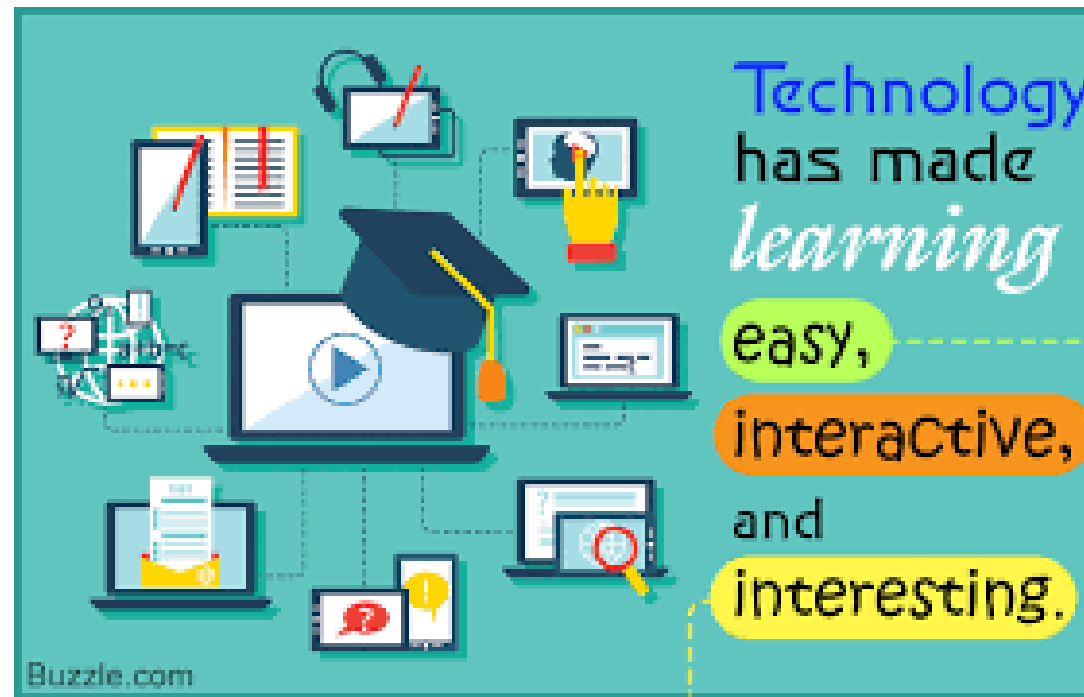 Technology
has made
learning
easy,
interactive,
and
interesting.
Buzzle.com